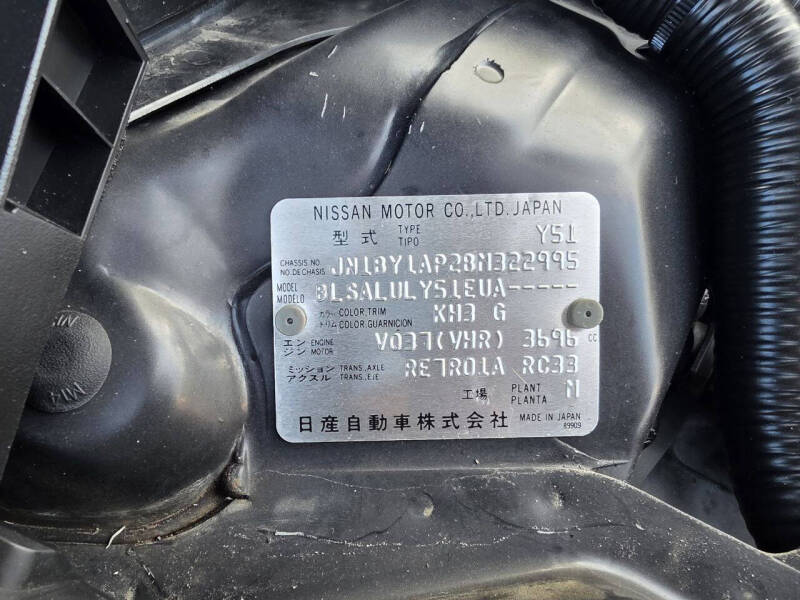 NISSAN MOTOR CO.,LTD. JAPAN
型式 TYPE TIPO Y51
CHASSIS NO. NO.DE CHASIS JN1BY1AP2BM322995
MODEL MODELO BLSALULY51EUA-----
カラー トリム COLOR,TRIM COLOR,GUARNICION KH3 G
エンジン ENGINE MOTOR VQ37(VHR) 3696 CC
ミッション アクスル TRANS.,AXLE TRANS.,EJE RE7R01A RC33
工場 PLANT PLANTA N
日産自動車株式会社 MADE IN JAPAN
89909
M14